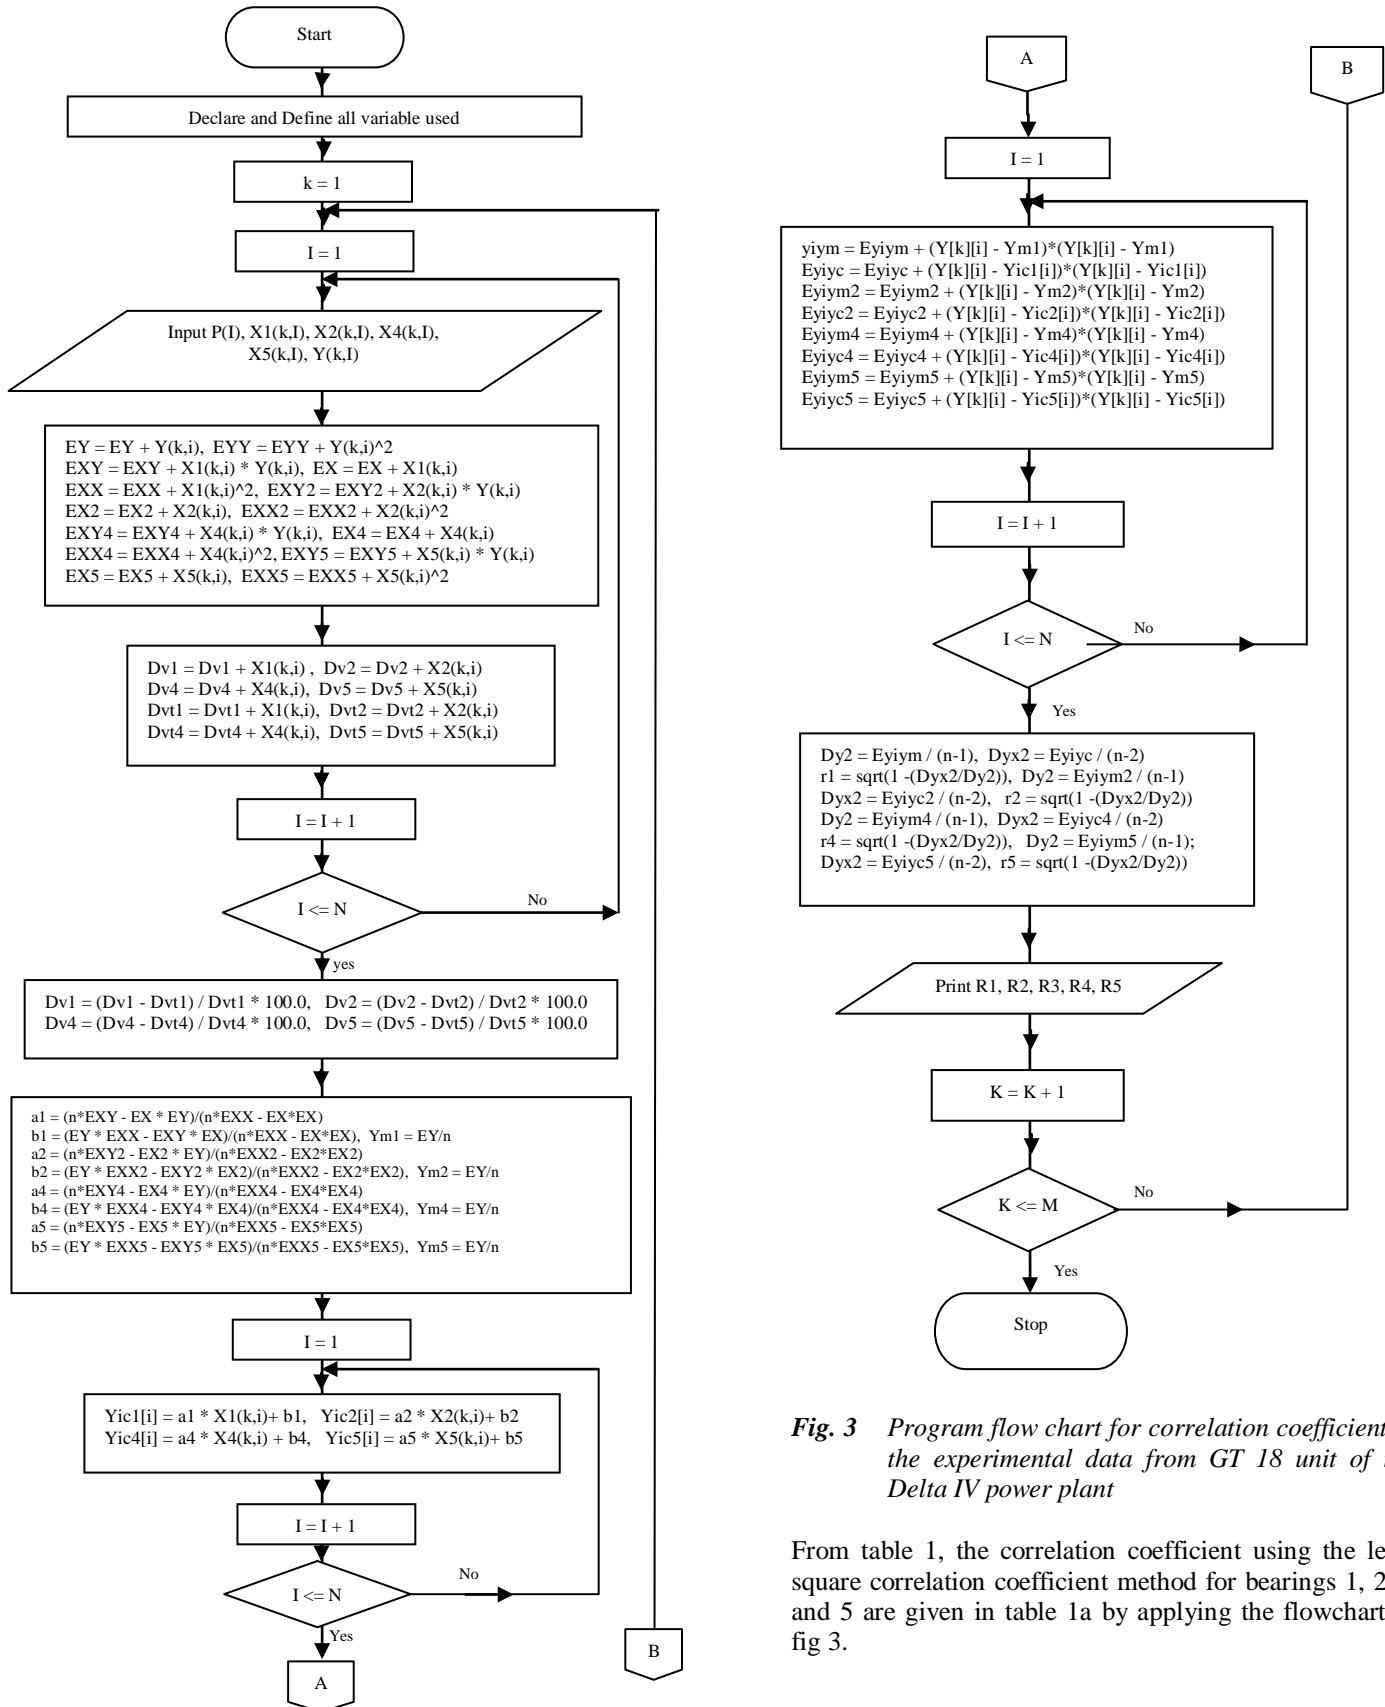 Start
Declare and Define all variable used
k = 1
I = 1
Input P(I), X1(k,I), X2(k,I), X4(k,I),
X5(k,I), Y(k,I)
EY = EY + Y(k,i), EYY = EYY + Y(k,i)^2
EXY = EXY + X1(k,i) * Y(k,i), EX = EX + X1(k,i)
EXX = EXX + X1(k,i)^2, EXY2 = EXY2 + X2(k,i) * Y(k,i)
EX2 = EX2 + X2(k,i), EXX2 = EXX2 + X2(k,i)^2
EXY4 = EXY4 + X4(k,i) * Y(k,i), EX4 = EX4 + X4(k,i)
EXX4 = EXX4 + X4(k,i)^2, EXY5 = EXY5 + X5(k,i) * Y(k,i)
EX5 = EX5 + X5(k,i), EXX5 = EXX5 + X5(k,i)^2
Dv1 = Dv1 + X1(k,i) , Dv2 = Dv2 + X2(k,i)
Dv4 = Dv4 + X4(k,i), Dv5 = Dv5 + X5(k,i)
Dvt1 = Dvt1 + X1(k,i), Dvt2 = Dvt2 + X2(k,i)
Dvt4 = Dvt4 + X4(k,i), Dvt5 = Dvt5 + X5(k,i)
I = I + 1
I <= N
No
yes
Dv1 = (Dv1 - Dvt1) / Dvt1 * 100.0, Dv2 = (Dv2 - Dvt2) / Dvt2 * 100.0
Dv4 = (Dv4 - Dvt4) / Dvt4 * 100.0, Dv5 = (Dv5 - Dvt5) / Dvt5 * 100.0
a1 = (n*EXY - EX * EY)/(n*EXX - EX*EX)
b1 = (EY * EXX - EXY * EX)/(n*EXX - EX*EX), Ym1 = EY/n
a2 = (n*EXY2 - EX2 * EY)/(n*EXX2 - EX2*EX2)
b2 = (EY * EXX2 - EXY2 * EX2)/(n*EXX2 - EX2*EX2), Ym2 = EY/n
a4 = (n*EXY4 - EX4 * EY)/(n*EXX4 - EX4*EX4)
b4 = (EY * EXX4 - EXY4 * EX4)/(n*EXX4 - EX4*EX4), Ym4 = EY/n
a5 = (n*EXY5 - EX5 * EY)/(n*EXX5 - EX5*EX5)
b5 = (EY * EXX5 - EXY5 * EX5)/(n*EXX5 - EX5*EX5), Ym5 = EY/n
I = 1
Yic1[i] = a1 * X1(k,i)+ b1, Yic2[i] = a2 * X2(k,i)+ b2
Yic4[i] = a4 * X4(k,i) + b4, Yic5[i] = a5 * X5(k,i)+ b5
I = I + 1
I <= N
No
Yes
A
B
A
B
I = 1
yiym = Eyiym + (Y[k][i] - Ym1)*(Y[k][i] - Ym1)
Eyiyc = Eyiyc + (Y[k][i] - Yic1[i])*(Y[k][i] - Yic1[i])
Eyiym2 = Eyiym2 + (Y[k][i] - Ym2)*(Y[k][i] - Ym2)
Eyiyc2 = Eyiyc2 + (Y[k][i] - Yic2[i])*(Y[k][i] - Yic2[i])
Eyiym4 = Eyiym4 + (Y[k][i] - Ym4)*(Y[k][i] - Ym4)
Eyiyc4 = Eyiyc4 + (Y[k][i] - Yic4[i])*(Y[k][i] - Yic4[i])
Eyiym5 = Eyiym5 + (Y[k][i] - Ym5)*(Y[k][i] - Ym5)
Eyiyc5 = Eyiyc5 + (Y[k][i] - Yic5[i])*(Y[k][i] - Yic5[i])
I = I + 1
I <= N
No
Yes
Dy2 = Eyiym / (n-1), Dyx2 = Eyiyc / (n-2)
r1 = sqrt(1 -(Dyx2/Dy2)), Dy2 = Eyiym2 / (n-1)
Dyx2 = Eyiyc2 / (n-2), r2 = sqrt(1 -(Dyx2/Dy2))
Dy2 = Eyiym4 / (n-1), Dyx2 = Eyiyc4 / (n-2)
r4 = sqrt(1 -(Dyx2/Dy2)), Dy2 = Eyiym5 / (n-1);
Dyx2 = Eyiyc5 / (n-2), r5 = sqrt(1 -(Dyx2/Dy2))
Print R1, R2, R3, R4, R5
K = K + 1
K <= M
No
Yes
Stop
Fig. 3 Program flow chart for correlation coefficient
the experimental data from GT 18 unit of
Delta IV power plant
From table 1, the correlation coefficient using the le
square correlation coefficient method for bearings 1, 2
and 5 are given in table 1a by applying the flowchart
fig 3.